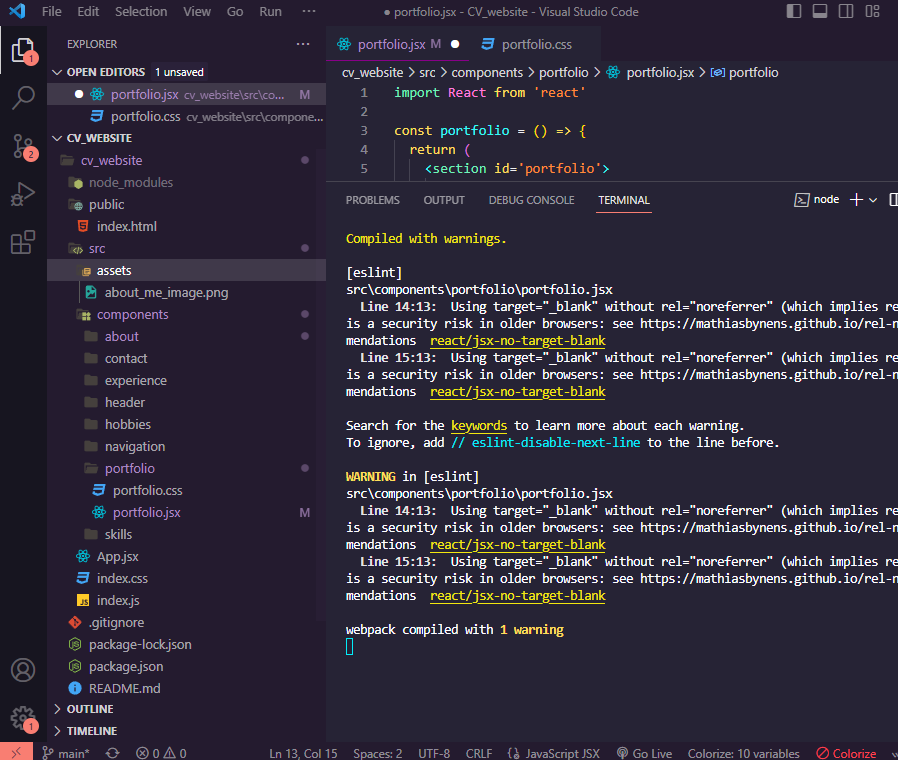 File Edit Selection View Go Run ··· portfolio.jsx - CV_website - Visual Studio Code
EXPLORER ···
OPEN EDITORS 1 unsaved
portfolio.jsx cv_website\src\co... M
portfolio.css cv_website\src\compone...
CV_WEBSITE
cv_website
node_modules
public
index.html
src
assets
about_me_image.png
components
about
contact
experience
header
hobbies
navigation
portfolio
portfolio.css
portfolio.jsx M
skills
App.jsx
index.css
index.js
.gitignore
package-lock.json
package.json
README.md
OUTLINE
TIMELINE
1
2
1
portfolio.jsx M
portfolio.css
cv_website > src > components > portfolio > portfolio.jsx > portfolio
1 import React from 'react'
2
3 const portfolio = () => {
4 return (
5 <section id='portfolio'>
PROBLEMS OUTPUT DEBUG CONSOLE TERMINAL node
Compiled with warnings.
[eslint]
src\components\portfolio\portfolio.jsx
Line 14:13: Using target="_blank" without rel="noreferrer" (which implies re
is a security risk in older browsers: see https://mathiasbynens.github.io/rel-n
mendations react/jsx-no-target-blank
Line 15:13: Using target="_blank" without rel="noreferrer" (which implies re
is a security risk in older browsers: see https://mathiasbynens.github.io/rel-n
mendations react/jsx-no-target-blank
Search for the keywords to learn more about each warning.
To ignore, add // eslint-disable-next-line to the line before.
WARNING in [eslint]
src\components\portfolio\portfolio.jsx
Line 14:13: Using target="_blank" without rel="noreferrer" (which implies re
is a security risk in older browsers: see https://mathiasbynens.github.io/rel-n
mendations react/jsx-no-target-blank
Line 15:13: Using target="_blank" without rel="noreferrer" (which implies re
is a security risk in older browsers: see https://mathiasbynens.github.io/rel-n
mendations react/jsx-no-target-blank
webpack compiled with 1 warning
main* 0 0 Ln 13, Col 15 Spaces: 2 UTF-8 CRLF {} JavaScript JSX Go Live Colorize: 10 variables Colorize